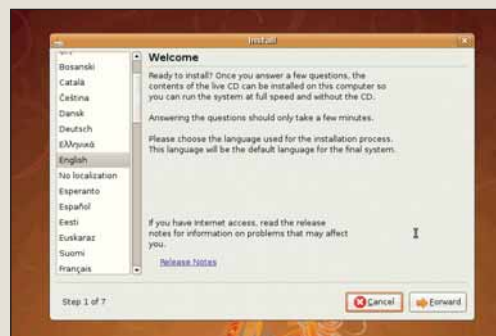 Install
Welcome
Bosanski
Català
Čeština
Dansk
Deutsch
Ελληνικά
English
No localization
Esperanto
Español
Eesti
Euskaraz
Suomi
Français
Ready to install? Once you answer a few questions, the
contents of the live CD can be installed on this computer so
you can run the system at full speed and without the CD.
Answering the questions should only take a few minutes.
Please choose the language used for the installation process.
This language will be the default language for the final system.
If you have Internet access, read the release
notes for information on problems that may affect
you.
Release Notes
Step 1 of 7
Cancel
Forward